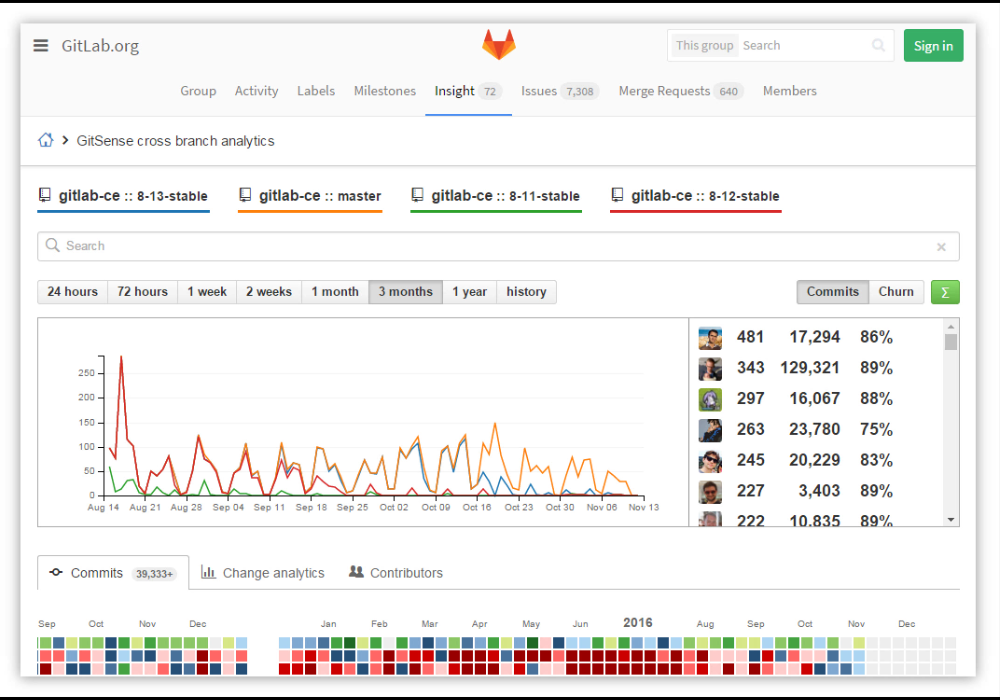 GitLab.org This group Search Sign in
Group Activity Labels Milestones Insight 72 Issues 7,308 Merge Requests 640 Members
GitSense cross branch analytics
gitlab-ce :: 8-13-stable gitlab-ce :: master gitlab-ce :: 8-11-stable gitlab-ce :: 8-12-stable
Search
24 hours 72 hours 1 week 2 weeks 1 month 3 months 1 year history Commits Churn Σ
250
200
150
100
50
0
Aug 14 Aug 21 Aug 28 Sep 04 Sep 11 Sep 18 Sep 25 Oct 02 Oct 09 Oct 16 Oct 23 Oct 30 Nov 06 Nov 13
481 17,294 86%
343 129,321 89%
297 16,067 88%
263 23,780 75%
245 20,229 83%
227 3,403 89%
222 10,835 89%
Commits 39,333+ Change analytics Contributors
Sep Oct Nov Dec Jan Feb Mar Apr May Jun 2016 Aug Sep Oct Nov Dec